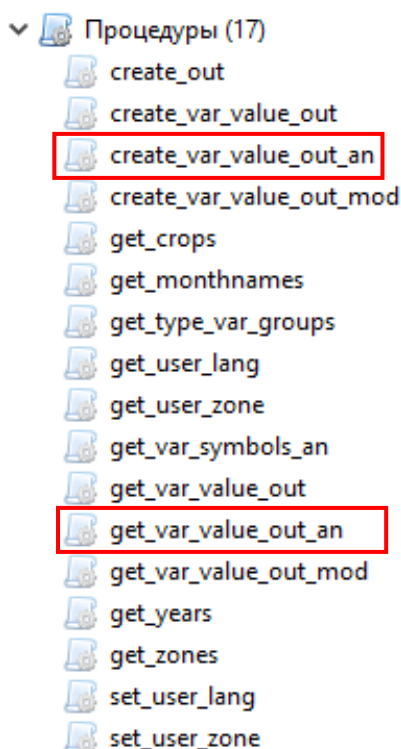 Процедуры (17)
create_out
create_var_value_out
create_var_value_out_an
create_var_value_out_mod
get_crops
get_monthnames
get_type_var_groups
get_user_lang
get_user_zone
get_var_symbols_an
get_var_value_out
get_var_value_out_an
get_var_value_out_mod
get_years
get_zones
set_user_lang
set_user_zone